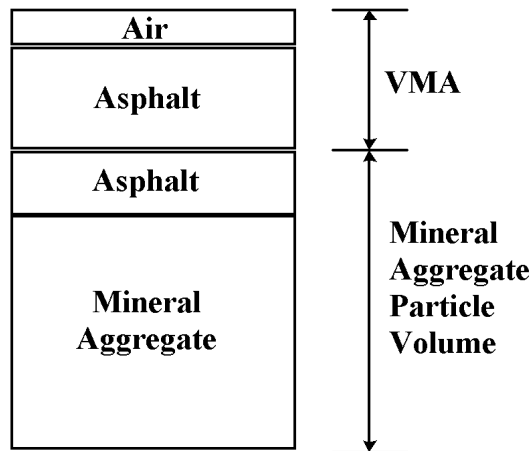 Air
Asphalt
VMA
Asphalt
Mineral
Aggregate
Mineral
Aggregate
Particle
Volume